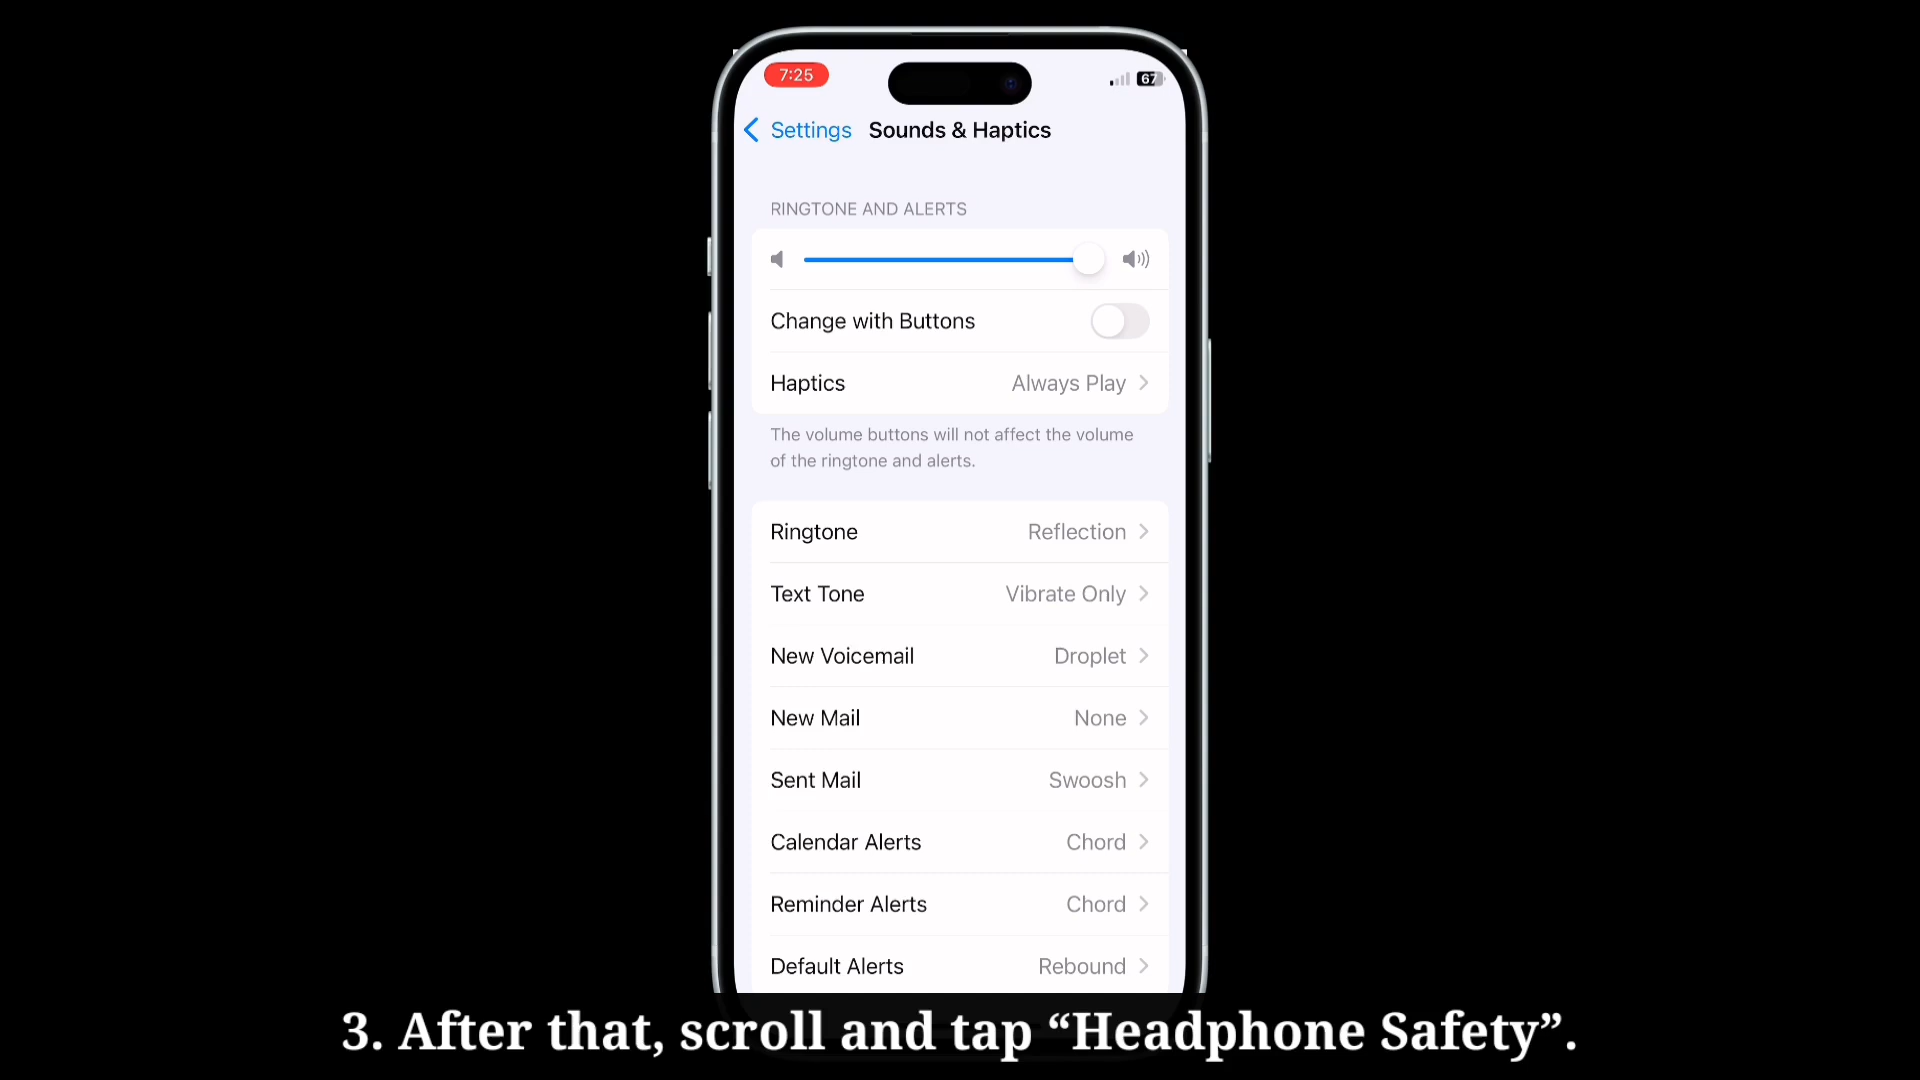 7:25
67
Settings Sounds & Haptics
RINGTONE AND ALERTS
Change with Buttons
Haptics Always Play
The volume buttons will not affect the volume
of the ringtone and alerts.
Ringtone Reflection
Text Tone Vibrate Only
New Voicemail Droplet
New Mail None
Sent Mail Swoosh
Calendar Alerts Chord
Reminder Alerts Chord
Default Alerts Rebound
3. After that, scroll and tap “Headphone Safety”.